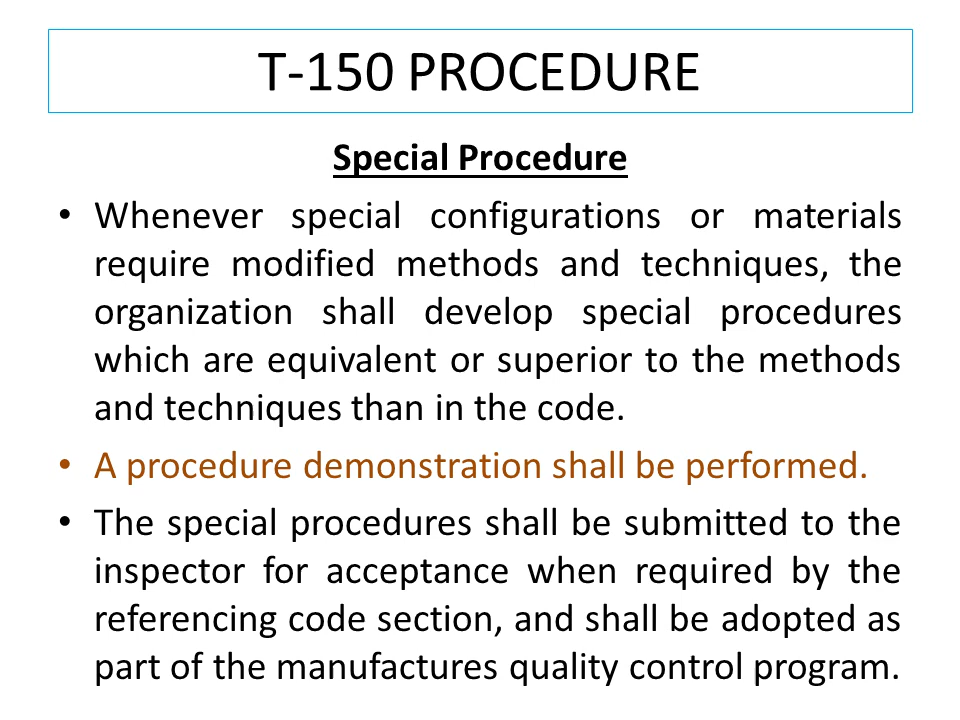 T-150 PROCEDURE
Special Procedure
• Whenever special configurations or materials
require modified methods and techniques, the
organization shall develop special procedures
which are equivalent or superior to the methods
and techniques than in the code.
• A procedure demonstration shall be performed.
• The special procedures shall be submitted to the
inspector for acceptance when required by the
referencing code section, and shall be adopted as
part of the manufactures quality control program.